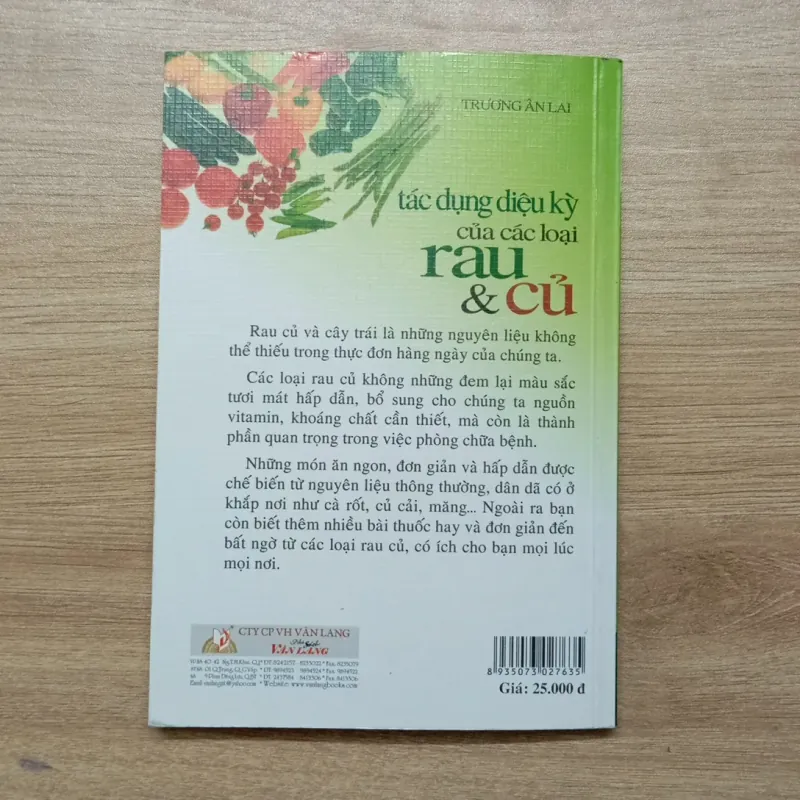 TRƯƠNG ÂN LAI
tác dụng diệu kỳ
của các loại
rau
& củ
Rau củ và cây trái là những nguyên liệu không
thể thiếu trong thực đơn hàng ngày của chúng ta.
Các loại rau củ không những đem lại màu sắc
tươi mát hấp dẫn, bổ sung cho chúng ta nguồn
vitamin, khoáng chất cần thiết, mà còn là thành
phần quan trọng trong việc phòng chữa bệnh.
Những món ăn ngon, đơn giản và hấp dẫn được
chế biến từ nguyên liệu thông thường, dân dã có ở
khắp nơi như cà rốt, củ cải, măng... Ngoài ra bạn
còn biết thêm nhiều bài thuốc hay và đơn giản đến
bất ngờ từ các loại rau củ, có ích cho bạn mọi lúc
mọi nơi.
CTY CP VH VĂN LANG
Nhà sách
VĂN LANG
8 935073 027635
Giá: 25.000 đ